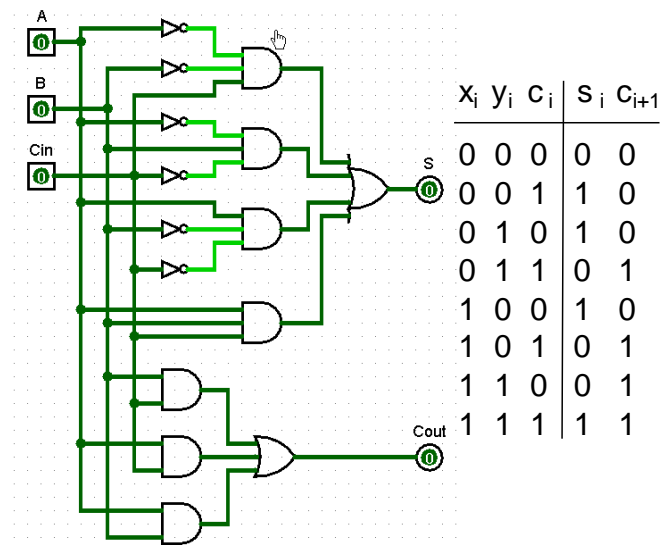 A
0
B
0
Cin
0
S
0
Cout
0
xi yi ci si ci+1
0 0 0 0 0
0 0 1 1 0
0 1 0 1 0
0 1 1 0 1
1 0 0 1 0
1 0 1 0 1
1 1 0 0 1
1 1 1 1 1